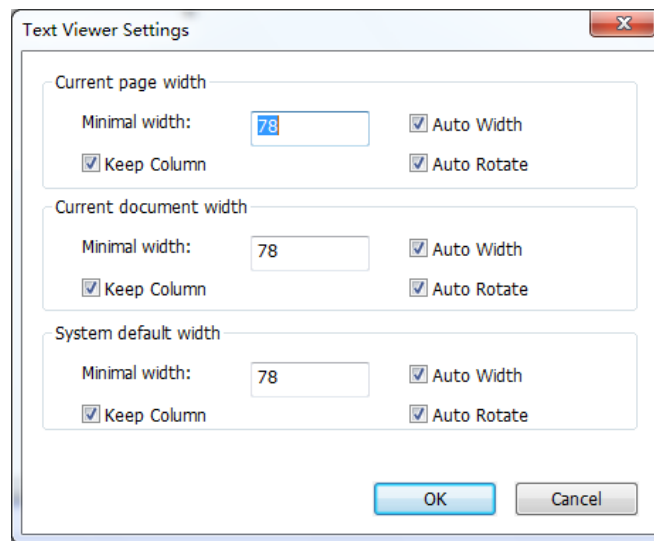 Text Viewer Settings
Current page width
Minimal width: 78 Auto Width
Keep Column Auto Rotate
Current document width
Minimal width: 78 Auto Width
Keep Column Auto Rotate
System default width
Minimal width: 78 Auto Width
Keep Column Auto Rotate
OK Cancel